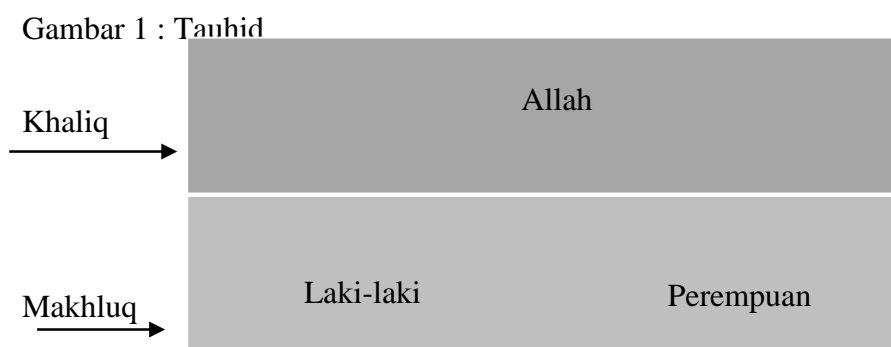 Gambar 1 : Tauhid
Allah
Khaliq
Laki-laki Perempuan
Makhluq